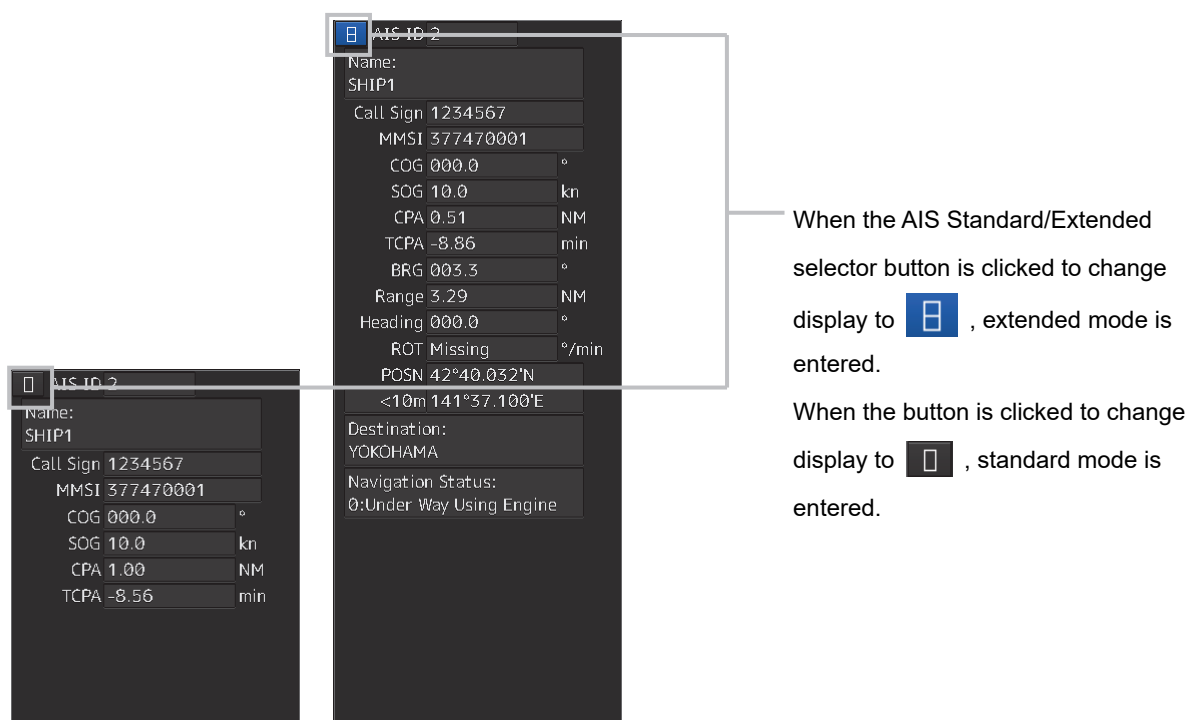 AIS ID 2
Name:
SHIP1
Call Sign 1234567
MMSI 377470001
COG 000.0 °
SOG 10.0 kn
CPA 0.51 NM
TCPA -8.86 min
BRG 003.3 °
Range 3.29 NM
Heading 000.0 °
ROT Missing °/min
POSN 42°40.032'N
<10m 141°37.100'E
Destination:
YOKOHAMA
Navigation Status:
0:Under Way Using Engine
AIS ID 2
Name:
SHIP1
Call Sign 1234567
MMSI 377470001
COG 000.0 °
SOG 10.0 kn
CPA 1.00 NM
TCPA -8.56 min
When the AIS Standard/Extended
selector button is clicked to change
display to , extended mode is
entered.
When the button is clicked to change
display to , standard mode is
entered.